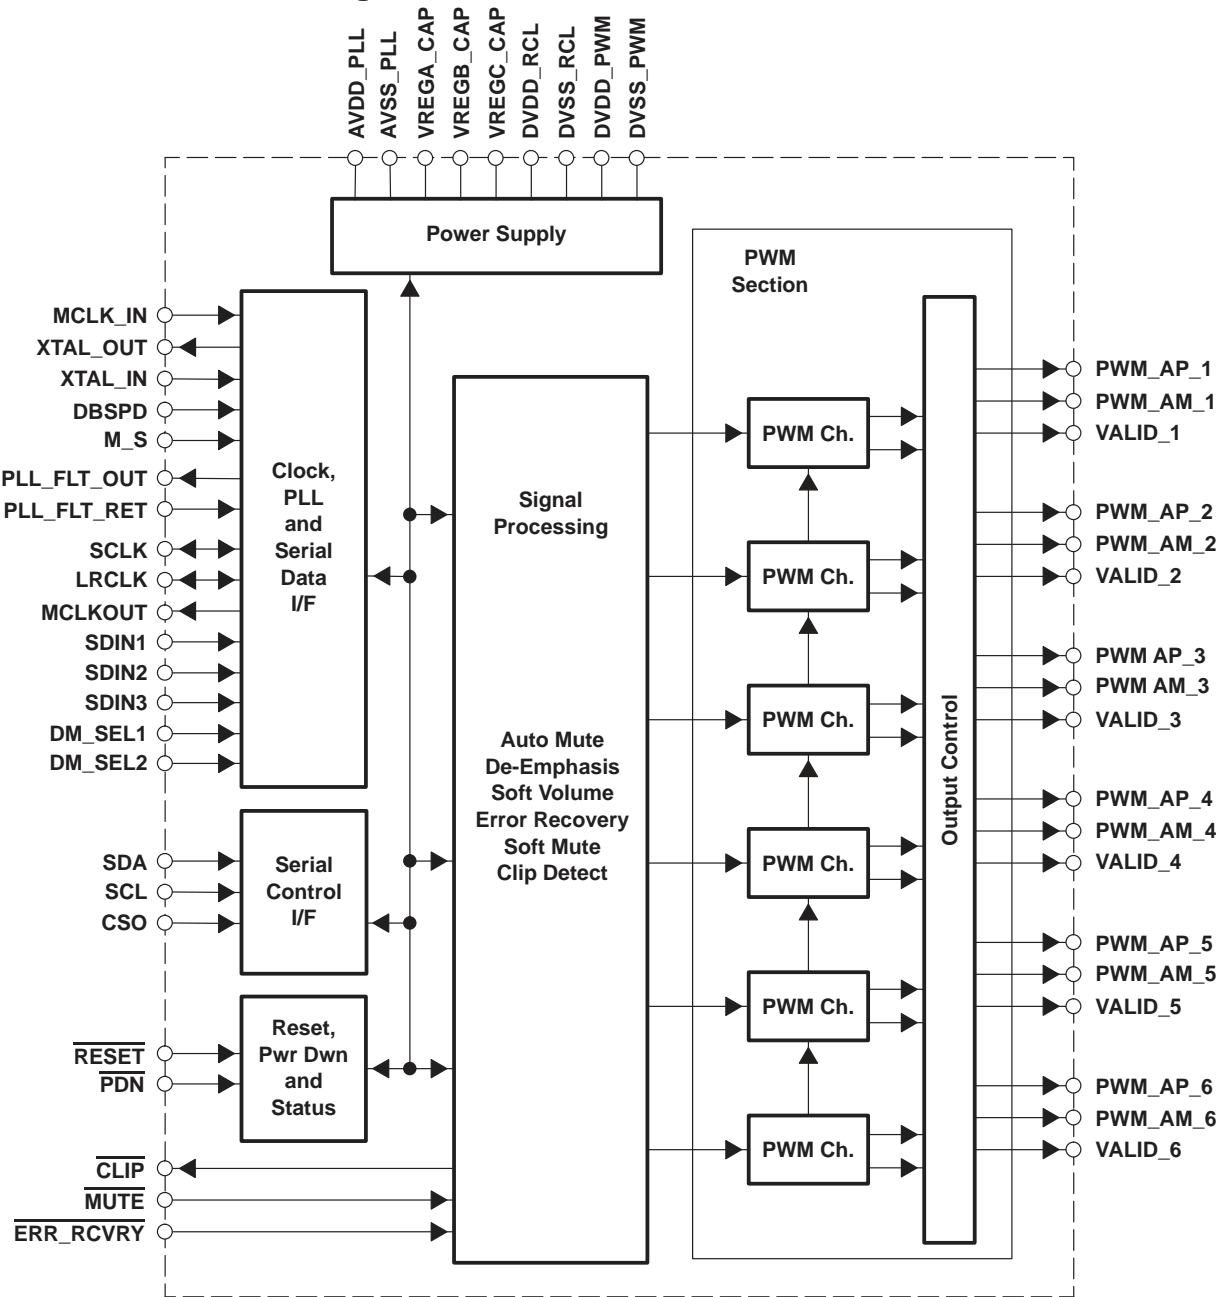 AVDD_PLL
AVSS_PLL
VREGA_CAP
VREGB_CAP
VREGC_CAP
DVDD_RCL
DVSS_RCL
DVDD_PWM
DVSS_PWM
Power Supply
PWM
Section
MCLK_IN
XTAL_OUT
XTAL_IN
DBSPD
M_S
PLL_FLT_OUT
PLL_FLT_RET
SCLK
LRCLK
MCLKOUT
SDIN1
SDIN2
SDIN3
DM_SEL1
DM_SEL2
Clock,
PLL
and
Serial
Data
I/F
SDA
SCL
CSO
Serial
Control
I/F
RESET
PDN
Reset,
Pwr Dwn
and
Status
CLIP
MUTE
ERR_RCVRY
Signal
Processing
Auto Mute
De-Emphasis
Soft Volume
Error Recovery
Soft Mute
Clip Detect
PWM Ch.
PWM Ch.
PWM Ch.
PWM Ch.
PWM Ch.
PWM Ch.
Output Control
PWM_AP_1
PWM_AM_1
VALID_1
PWM_AP_2
PWM_AM_2
VALID_2
PWM AP_3
PWM AM_3
VALID_3
PWM_AP_4
PWM_AM_4
VALID_4
PWM_AP_5
PWM_AM_5
VALID_5
PWM_AP_6
PWM_AM_6
VALID_6